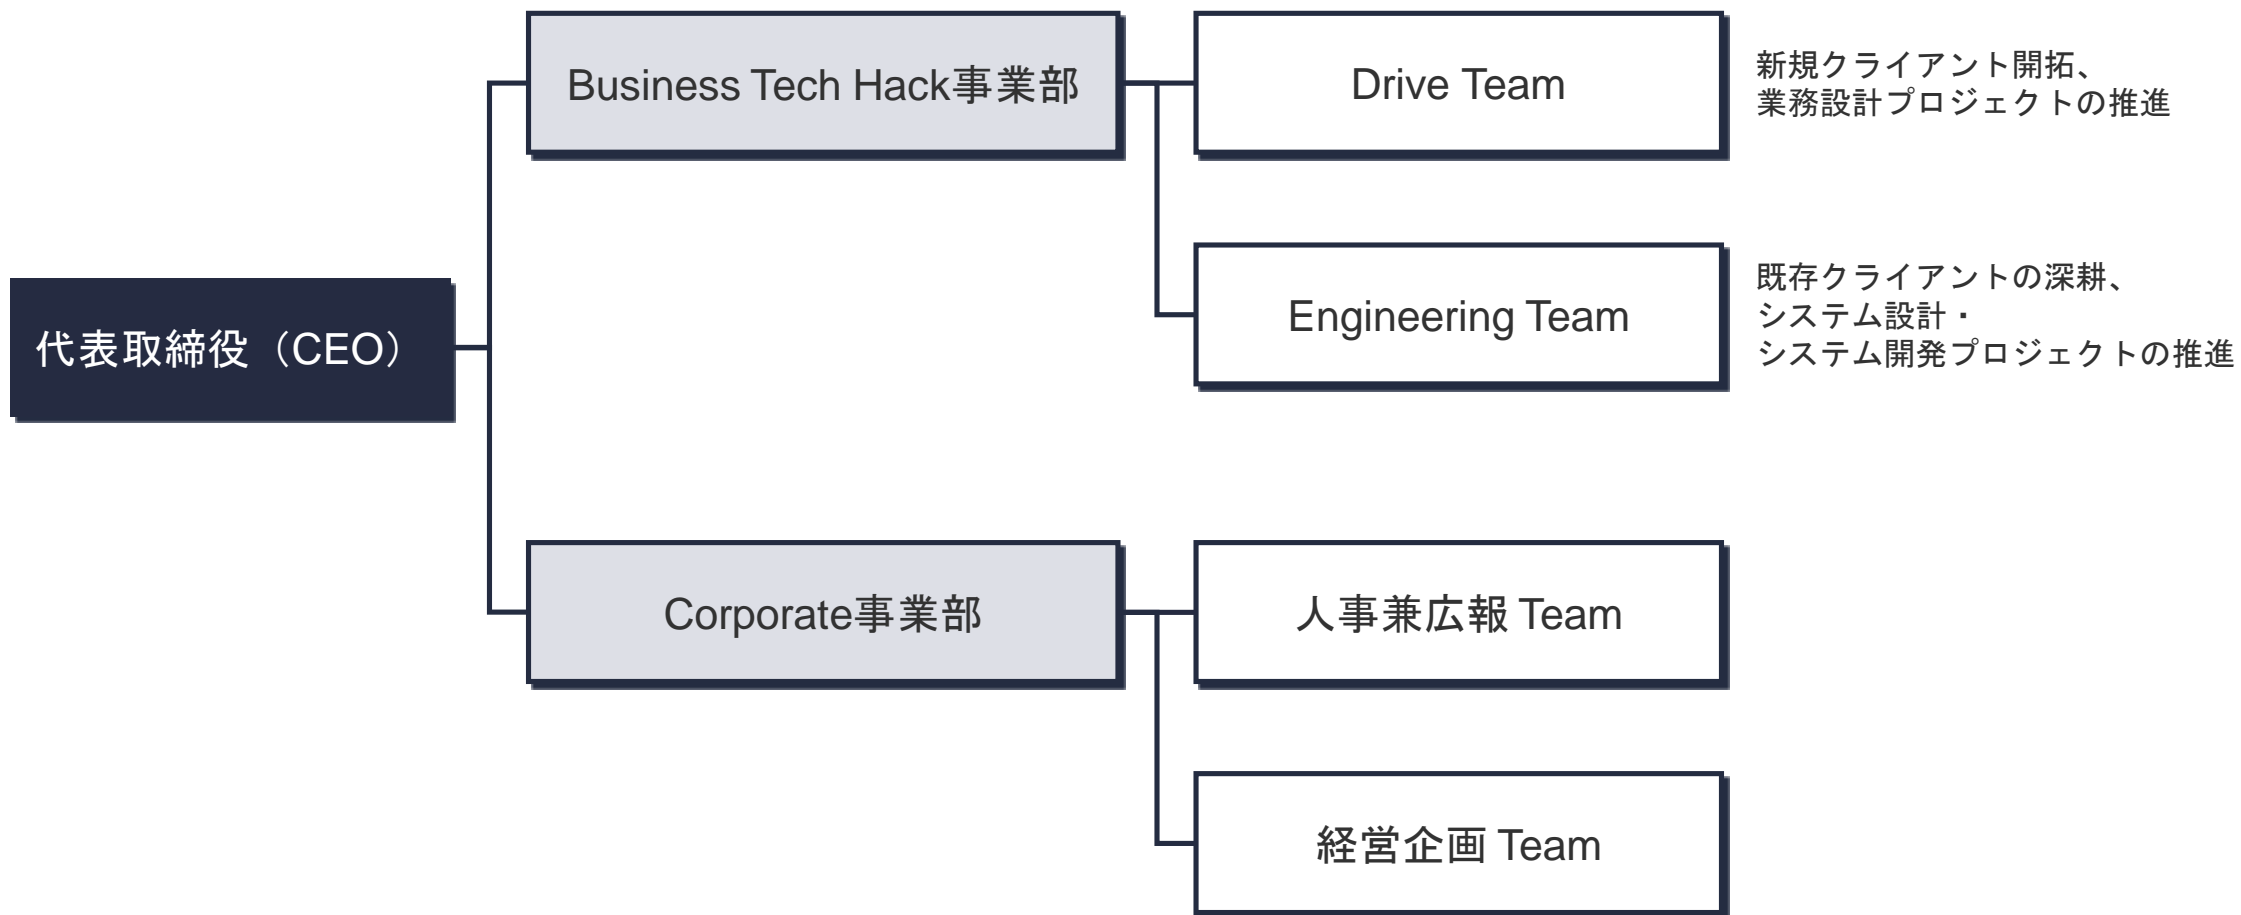 代表取締役（CEO）
Business Tech Hack事業部
Drive Team
新規クライアント開拓、
業務設計プロジェクトの推進
Engineering Team
既存クライアントの深耕、
システム設計・
システム開発プロジェクトの推進
Corporate事業部
人事兼広報 Team
経営企画 Team